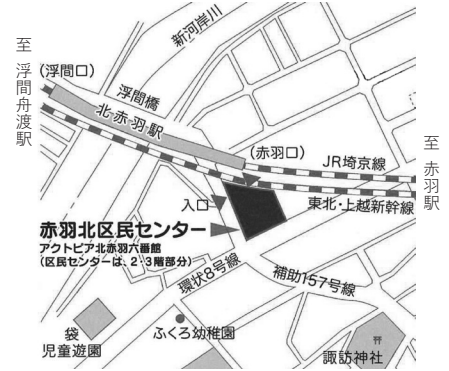 至 浮間舟渡駅
(浮間口)
新河岸川
浮間橋
北赤羽駅
(赤羽口)
JR埼京線
至 赤羽駅
東北・上越新幹線
入口
赤羽北区民センター
アクトピア北赤羽六番館
(区民センターは、2・3階部分)
環状8号線
補助157号線
袋
児童遊園
ふくろ幼稚園
諏訪神社